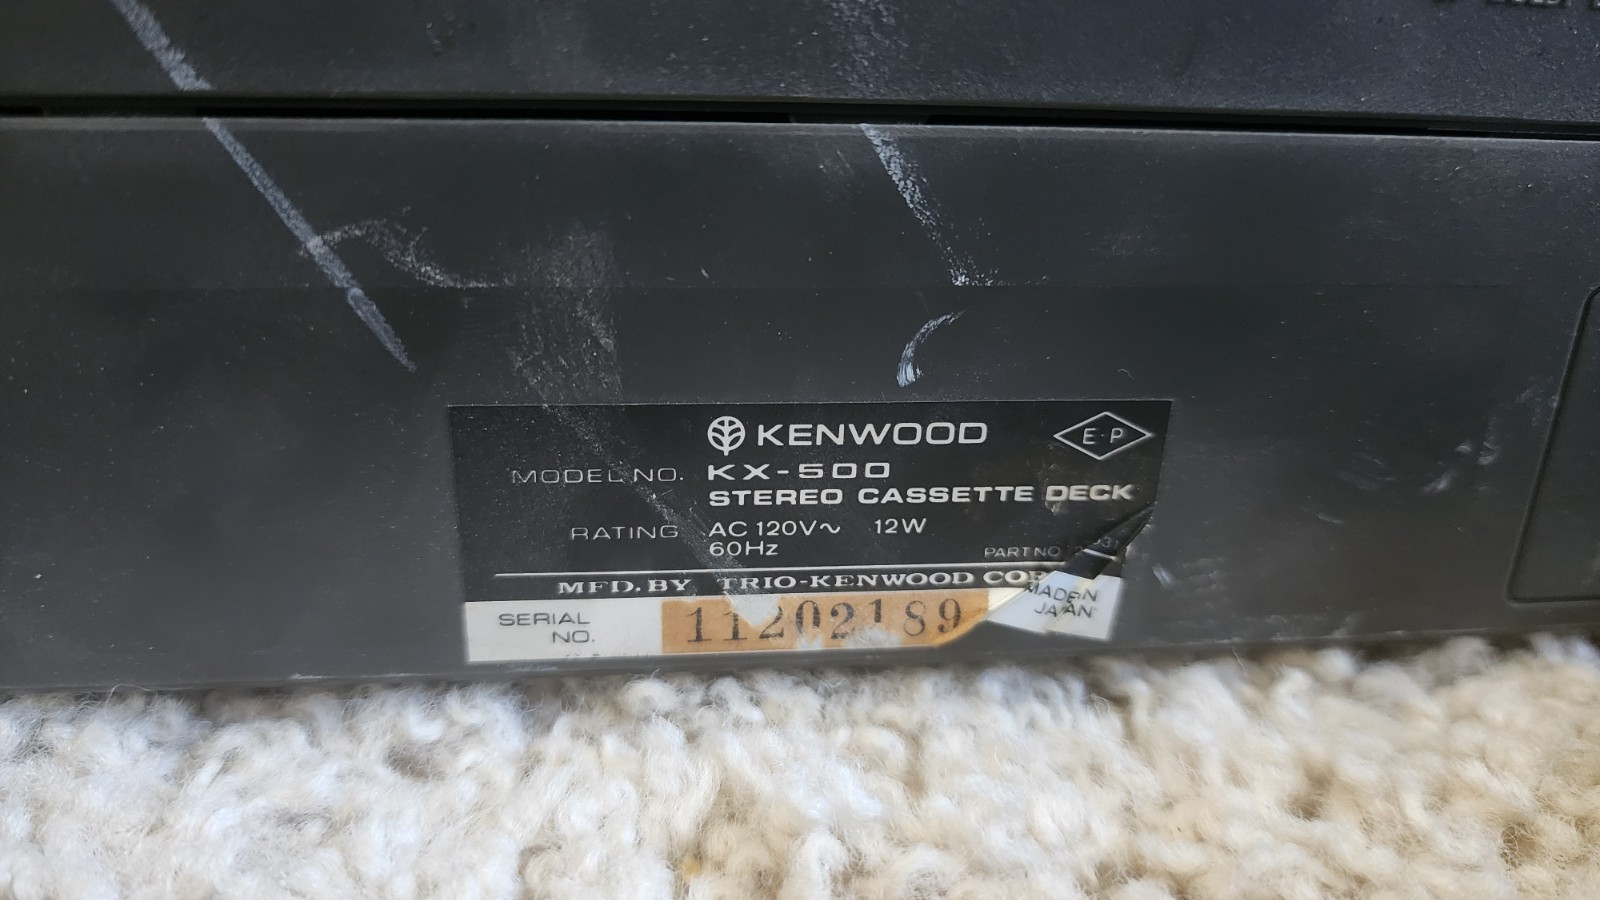 KENWOOD
E·P
MODEL NO. KX-500
STEREO CASSETTE DECK
RATING AC 120V~ 12W
60Hz
PART NO
MFD. BY TRIO-KENWOOD COR
SERIAL NO. 11202189
MADE IN
JAPAN